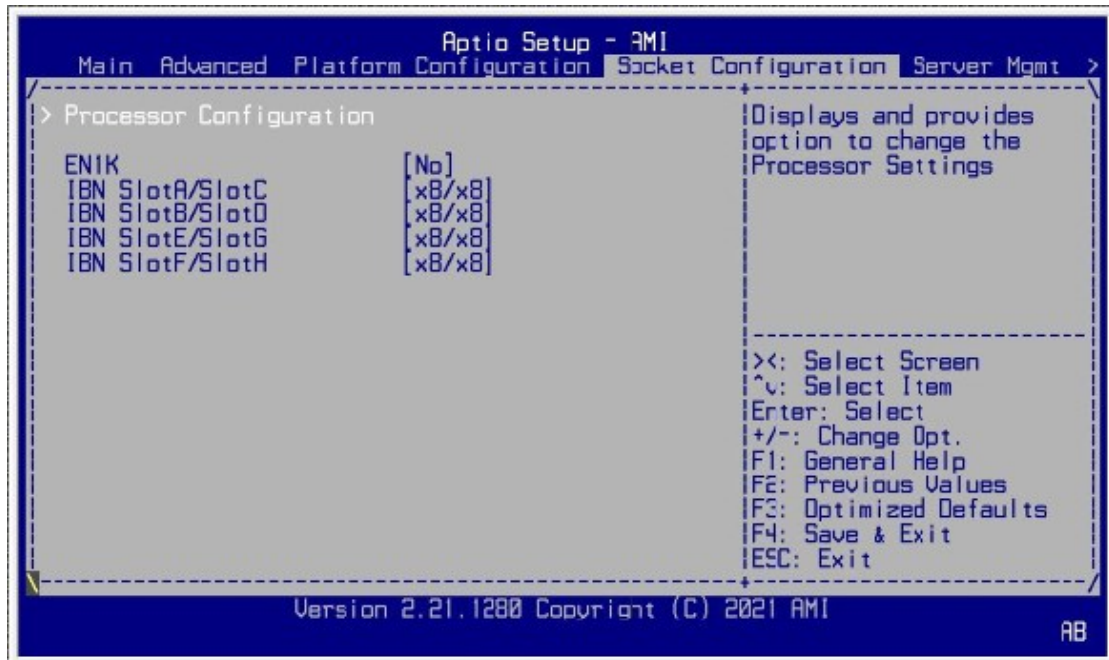 Aptio Setup - AMI
Main Advanced Platform Configuration Socket Configuration Server Mgmt >
> Processor Configuration
EN1K [No]
IBN SlotA/SlotC [x8/x8]
IBN SlotB/SlotD [x8/x8]
IBN SlotE/SlotG [x8/x8]
IBN SlotF/SlotH [x8/x8]
Displays and provides
option to change the
Processor Settings
><: Select Screen
^v: Select Item
Enter: Select
+/-: Change Opt.
F1: General Help
F2: Previous Values
F3: Optimized Defaults
F4: Save & Exit
ESC: Exit
Version 2.21.1280 Copyright (C) 2021 AMI
AB